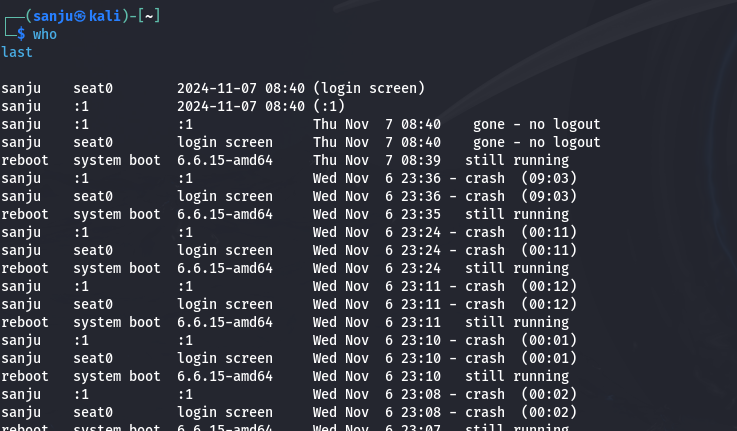 ┌──(sanju㉿kali)-[~]
└─$ who
last
sanju seat0 2024-11-07 08:40 (login screen)
sanju :1 2024-11-07 08:40 (:1)
sanju :1 :1 Thu Nov 7 08:40 gone - no logout
sanju seat0 login screen Thu Nov 7 08:40 gone - no logout
reboot system boot 6.6.15-amd64 Thu Nov 7 08:39 still running
sanju :1 :1 Wed Nov 6 23:36 - crash (09:03)
sanju seat0 login screen Wed Nov 6 23:36 - crash (09:03)
reboot system boot 6.6.15-amd64 Wed Nov 6 23:35 still running
sanju :1 :1 Wed Nov 6 23:24 - crash (00:11)
sanju seat0 login screen Wed Nov 6 23:24 - crash (00:11)
reboot system boot 6.6.15-amd64 Wed Nov 6 23:24 still running
sanju :1 :1 Wed Nov 6 23:11 - crash (00:12)
sanju seat0 login screen Wed Nov 6 23:11 - crash (00:12)
reboot system boot 6.6.15-amd64 Wed Nov 6 23:11 still running
sanju :1 :1 Wed Nov 6 23:10 - crash (00:01)
sanju seat0 login screen Wed Nov 6 23:10 - crash (00:01)
reboot system boot 6.6.15-amd64 Wed Nov 6 23:10 still running
sanju :1 :1 Wed Nov 6 23:08 - crash (00:02)
sanju seat0 login screen Wed Nov 6 23:08 - crash (00:02)
reboot system boot 6.6.15-amd64 Wed Nov 6 23:07 still running